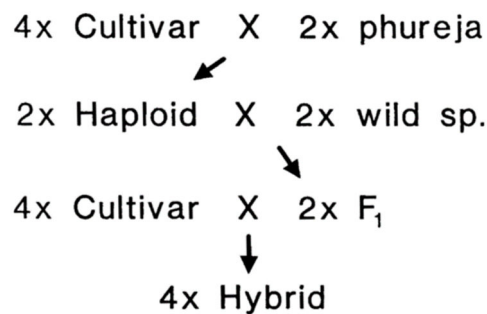 4x Cultivar X 2x phureja
2x Haploid X 2x wild sp.
4x Cultivar X 2x F₁
4x Hybrid